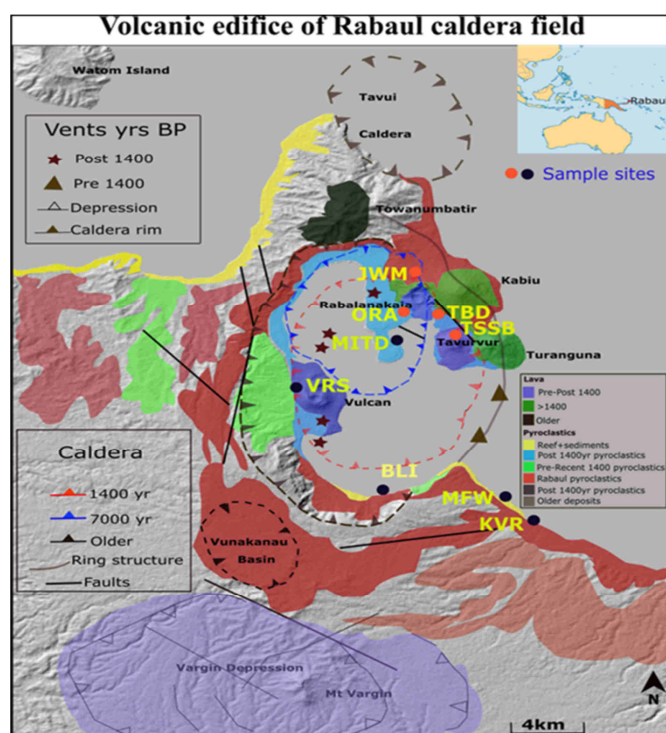 Volcanic edifice of Rabaul caldera field
Watom Island
Tavui
Caldera
Rabaul
Vents yrs BP
Post 1400
Pre 1400
Depression
Caldera rim
Sample sites
Towanumbatir
JWM
Kabiu
Rabalanakaia
ORA
TBD
TSSB
MITD
Tavurvur
Turanguna
VRS
Vulcan
Lava
Pre-Post 1400
>1400
Older
Pyroclastics
Reef+sediments
Post 1400yr pyroclastics
Pre-Recent 1400 pyroclastics
Rabaul pyroclastics
Post 1400yr pyroclastics
Older deposits
Caldera
1400 yr
7000 yr
Older
Ring structure
Faults
BLI
MFW
KVR
Vunakanau
Basin
Vargin Depression
Mt Vargin
N
4km